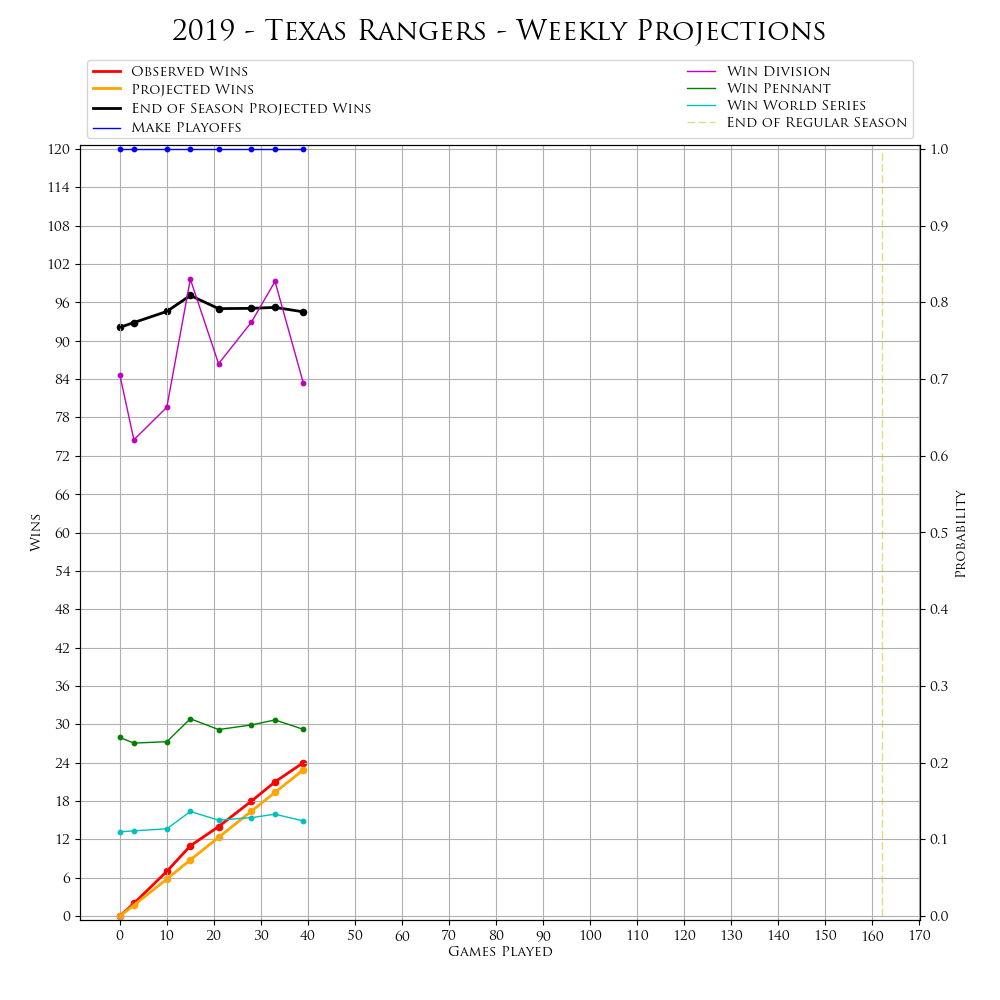 2019 - Texas Rangers - Weekly Projections
Observed Wins
Projected Wins
End of Season Projected Wins
Make Playoffs
Win Division
Win Pennant
Win World Series
End of Regular Season
120
114
108
102
96
90
84
78
72
66
60
54
48
42
36
30
24
18
12
6
0
Wins
1.0
0.9
0.8
0.7
0.6
0.5
0.4
0.3
0.2
0.1
0.0
Probability
0 10 20 30 40 50 60 70 80 90 100 110 120 130 140 150 160 170
Games Played